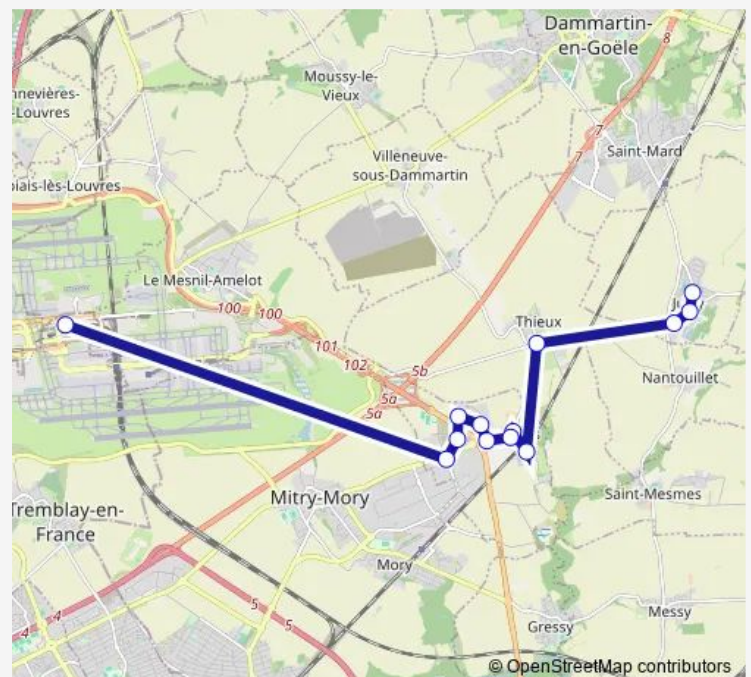 Dammartin-
en-Goële
8
Moussy-le-
Vieux
nnevières-
-Louvres
7
7
Saint-Mard
Villeneuve-
sous-Dammartin
iais-lès-Louvres
Le Mesnil-Amelot
100
100
101
102
Thieux
5b
5a
5a
Nantouillet
Mitry-Mory
Saint-Mesmes
Tremblay-en-
France
Mory
4
4
5
5
Messy
Gressy
© OpenStreetMap contributors